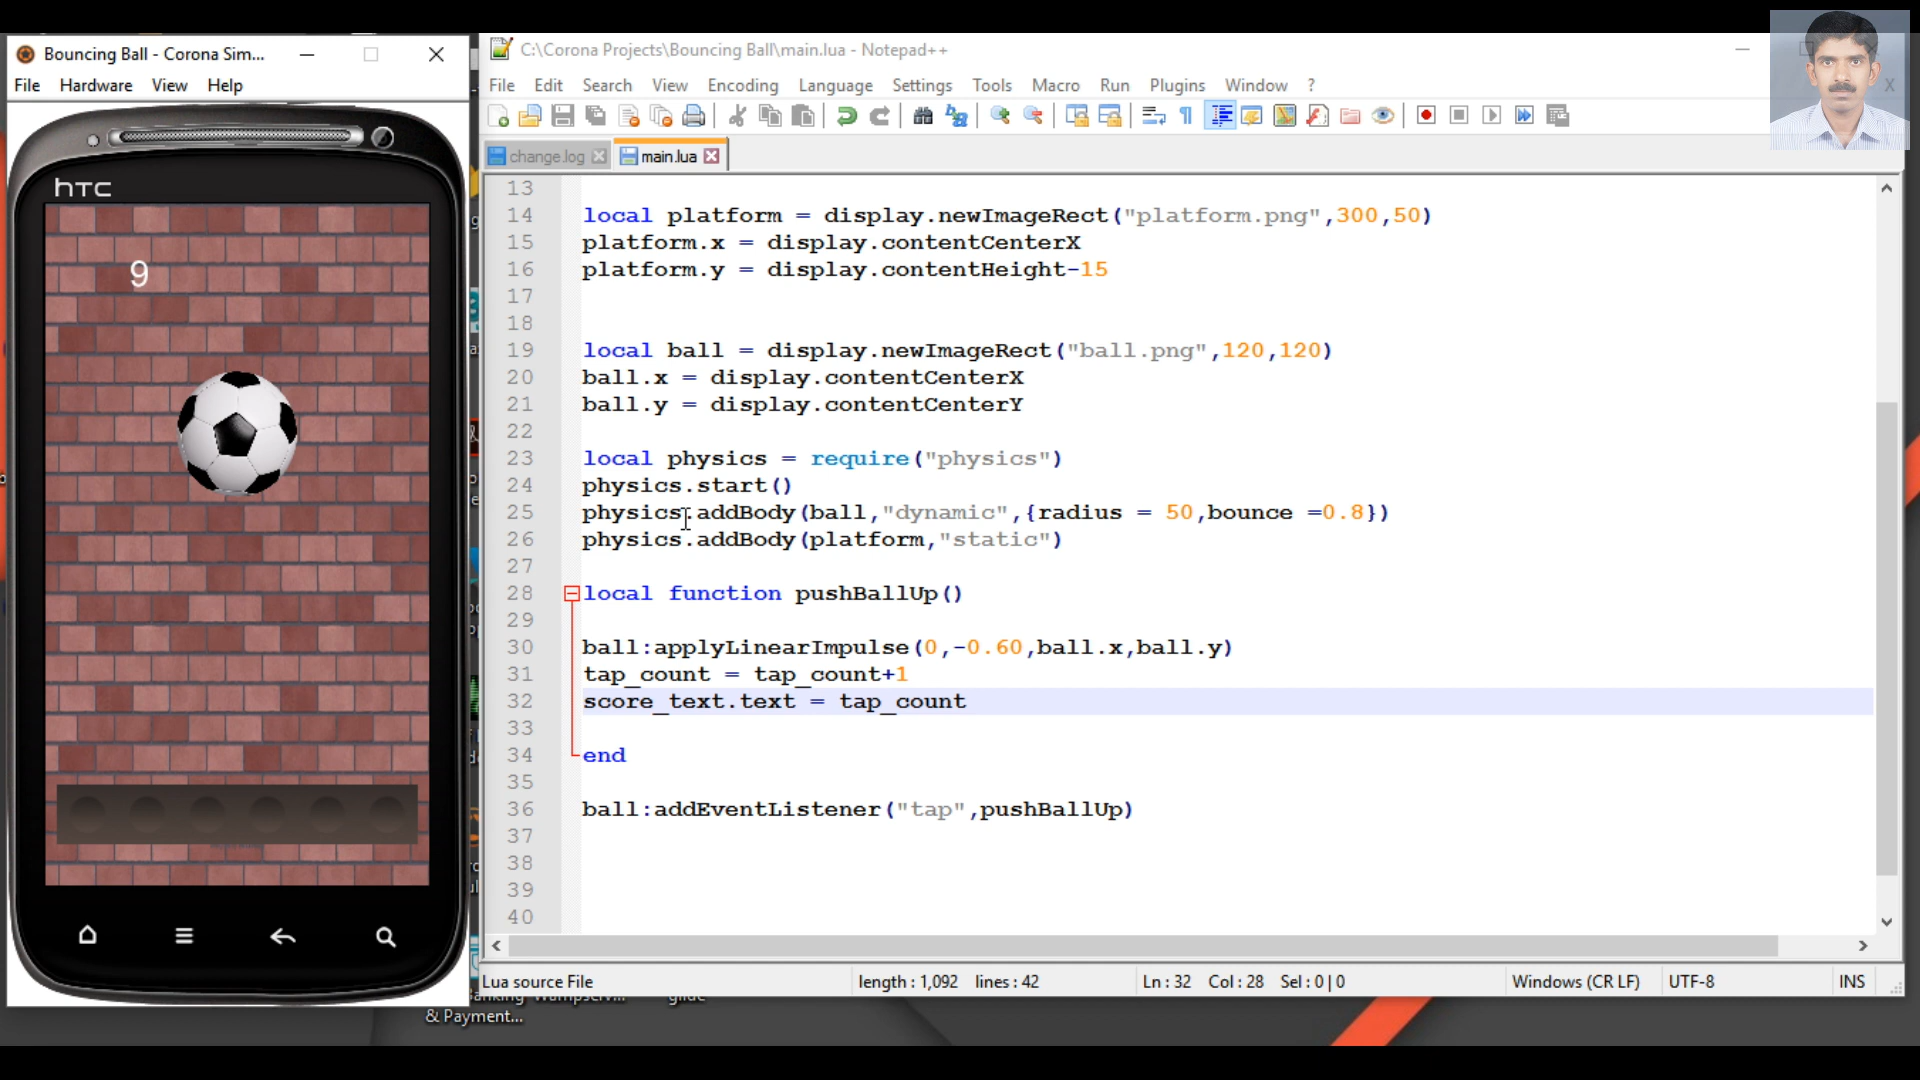 Bouncing Ball - Corona Sim...
File Hardware View Help
hTC
9
C:\Corona Projects\Bouncing Ball\main.lua - Notepad++
File Edit Search View Encoding Language Settings Tools Macro Run Plugins Window ?
X
change.log main.lua
13
14 local platform = display.newImageRect("platform.png",300,50)
15 platform.x = display.contentCenterX
16 platform.y = display.contentHeight-15
17
18
19 local ball = display.newImageRect("ball.png",120,120)
20 ball.x = display.contentCenterX
21 ball.y = display.contentCenterY
22
23 local physics = require("physics")
24 physics.start()
25 physics.addBody(ball,"dynamic",{radius = 50,bounce =0.8})
26 physics.addBody(platform,"static")
27
28 local function pushBallUp()
29
30 ball:applyLinearImpulse(0,-0.60,ball.x,ball.y)
31 tap_count = tap_count+1
32 score_text.text = tap_count
33
34 end
35
36 ball:addEventListener("tap",pushBallUp)
37
38
39
40
Lua source File length : 1,092 lines : 42 Ln : 32 Col : 28 Sel : 0 | 0 Windows (CR LF) UTF-8 INS
& Payment...